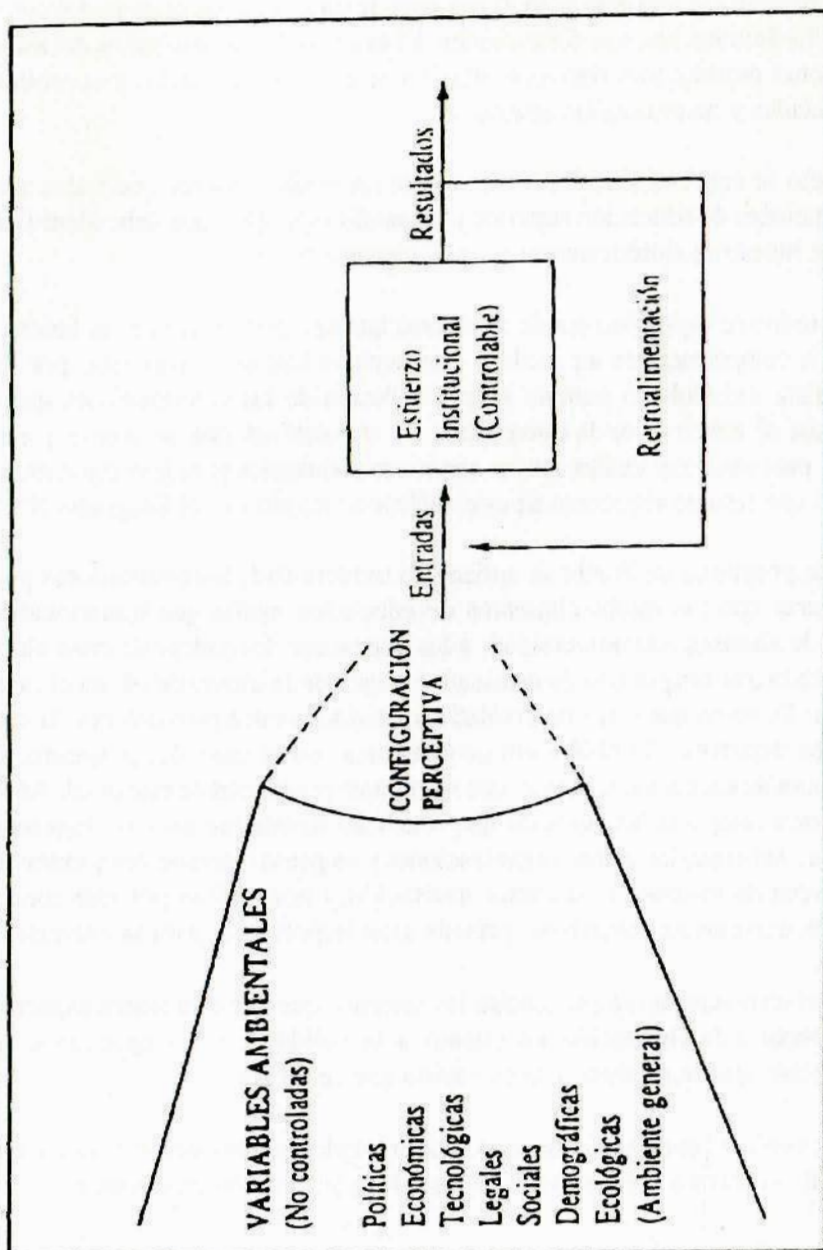 VARIABLES AMBIENTALES
(No controladas)
Políticas
Económicas
Tecnológicas
Legales
Sociales
Demográficas
Ecológicas
(Ambiente general)
CONFIGURACION
PERCEPTIVA
Entradas
Esfuerzo
Institucional
(Controlable)
Resultados
Retroalimentación